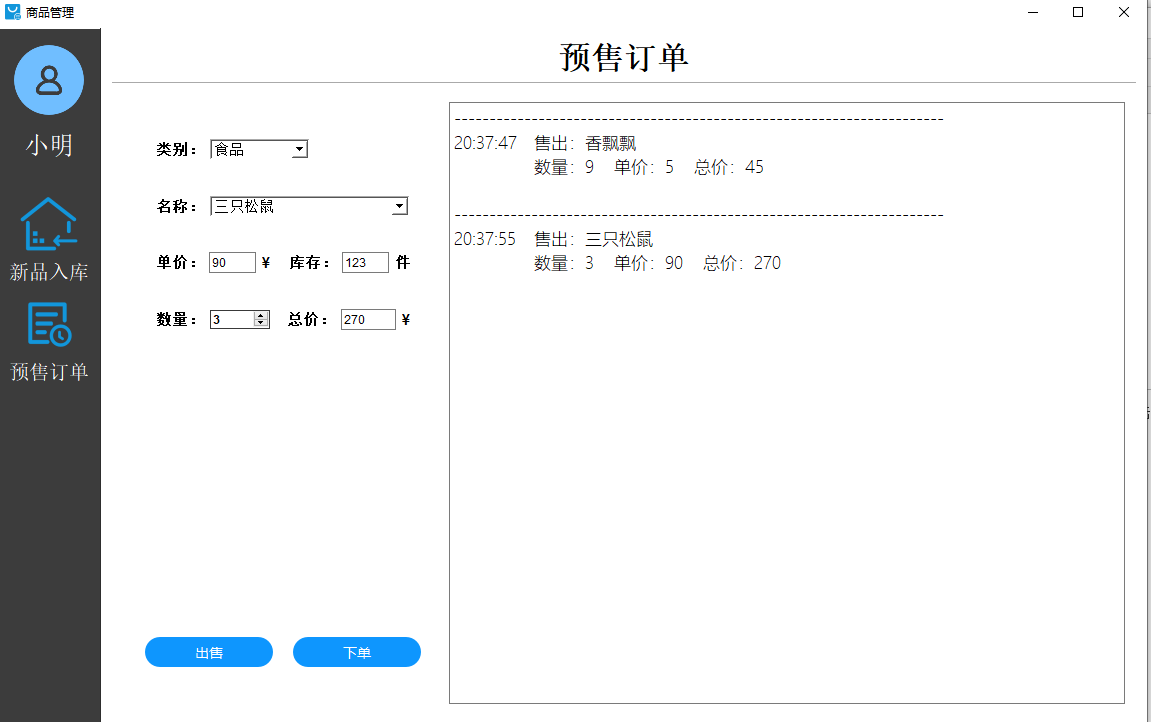 商品管理
预售订单
小明
新品入库
预售订单
类别： 食品
名称： 三只松鼠
单价： 90 ¥ 库存： 123 件
数量： 3 总价： 270 ¥
出售 下单
----------------------------------------------------------------------
20:37:47 售出：香飘飘
数量：9 单价：5 总价：45
----------------------------------------------------------------------
20:37:55 售出：三只松鼠
数量：3 单价：90 总价：270